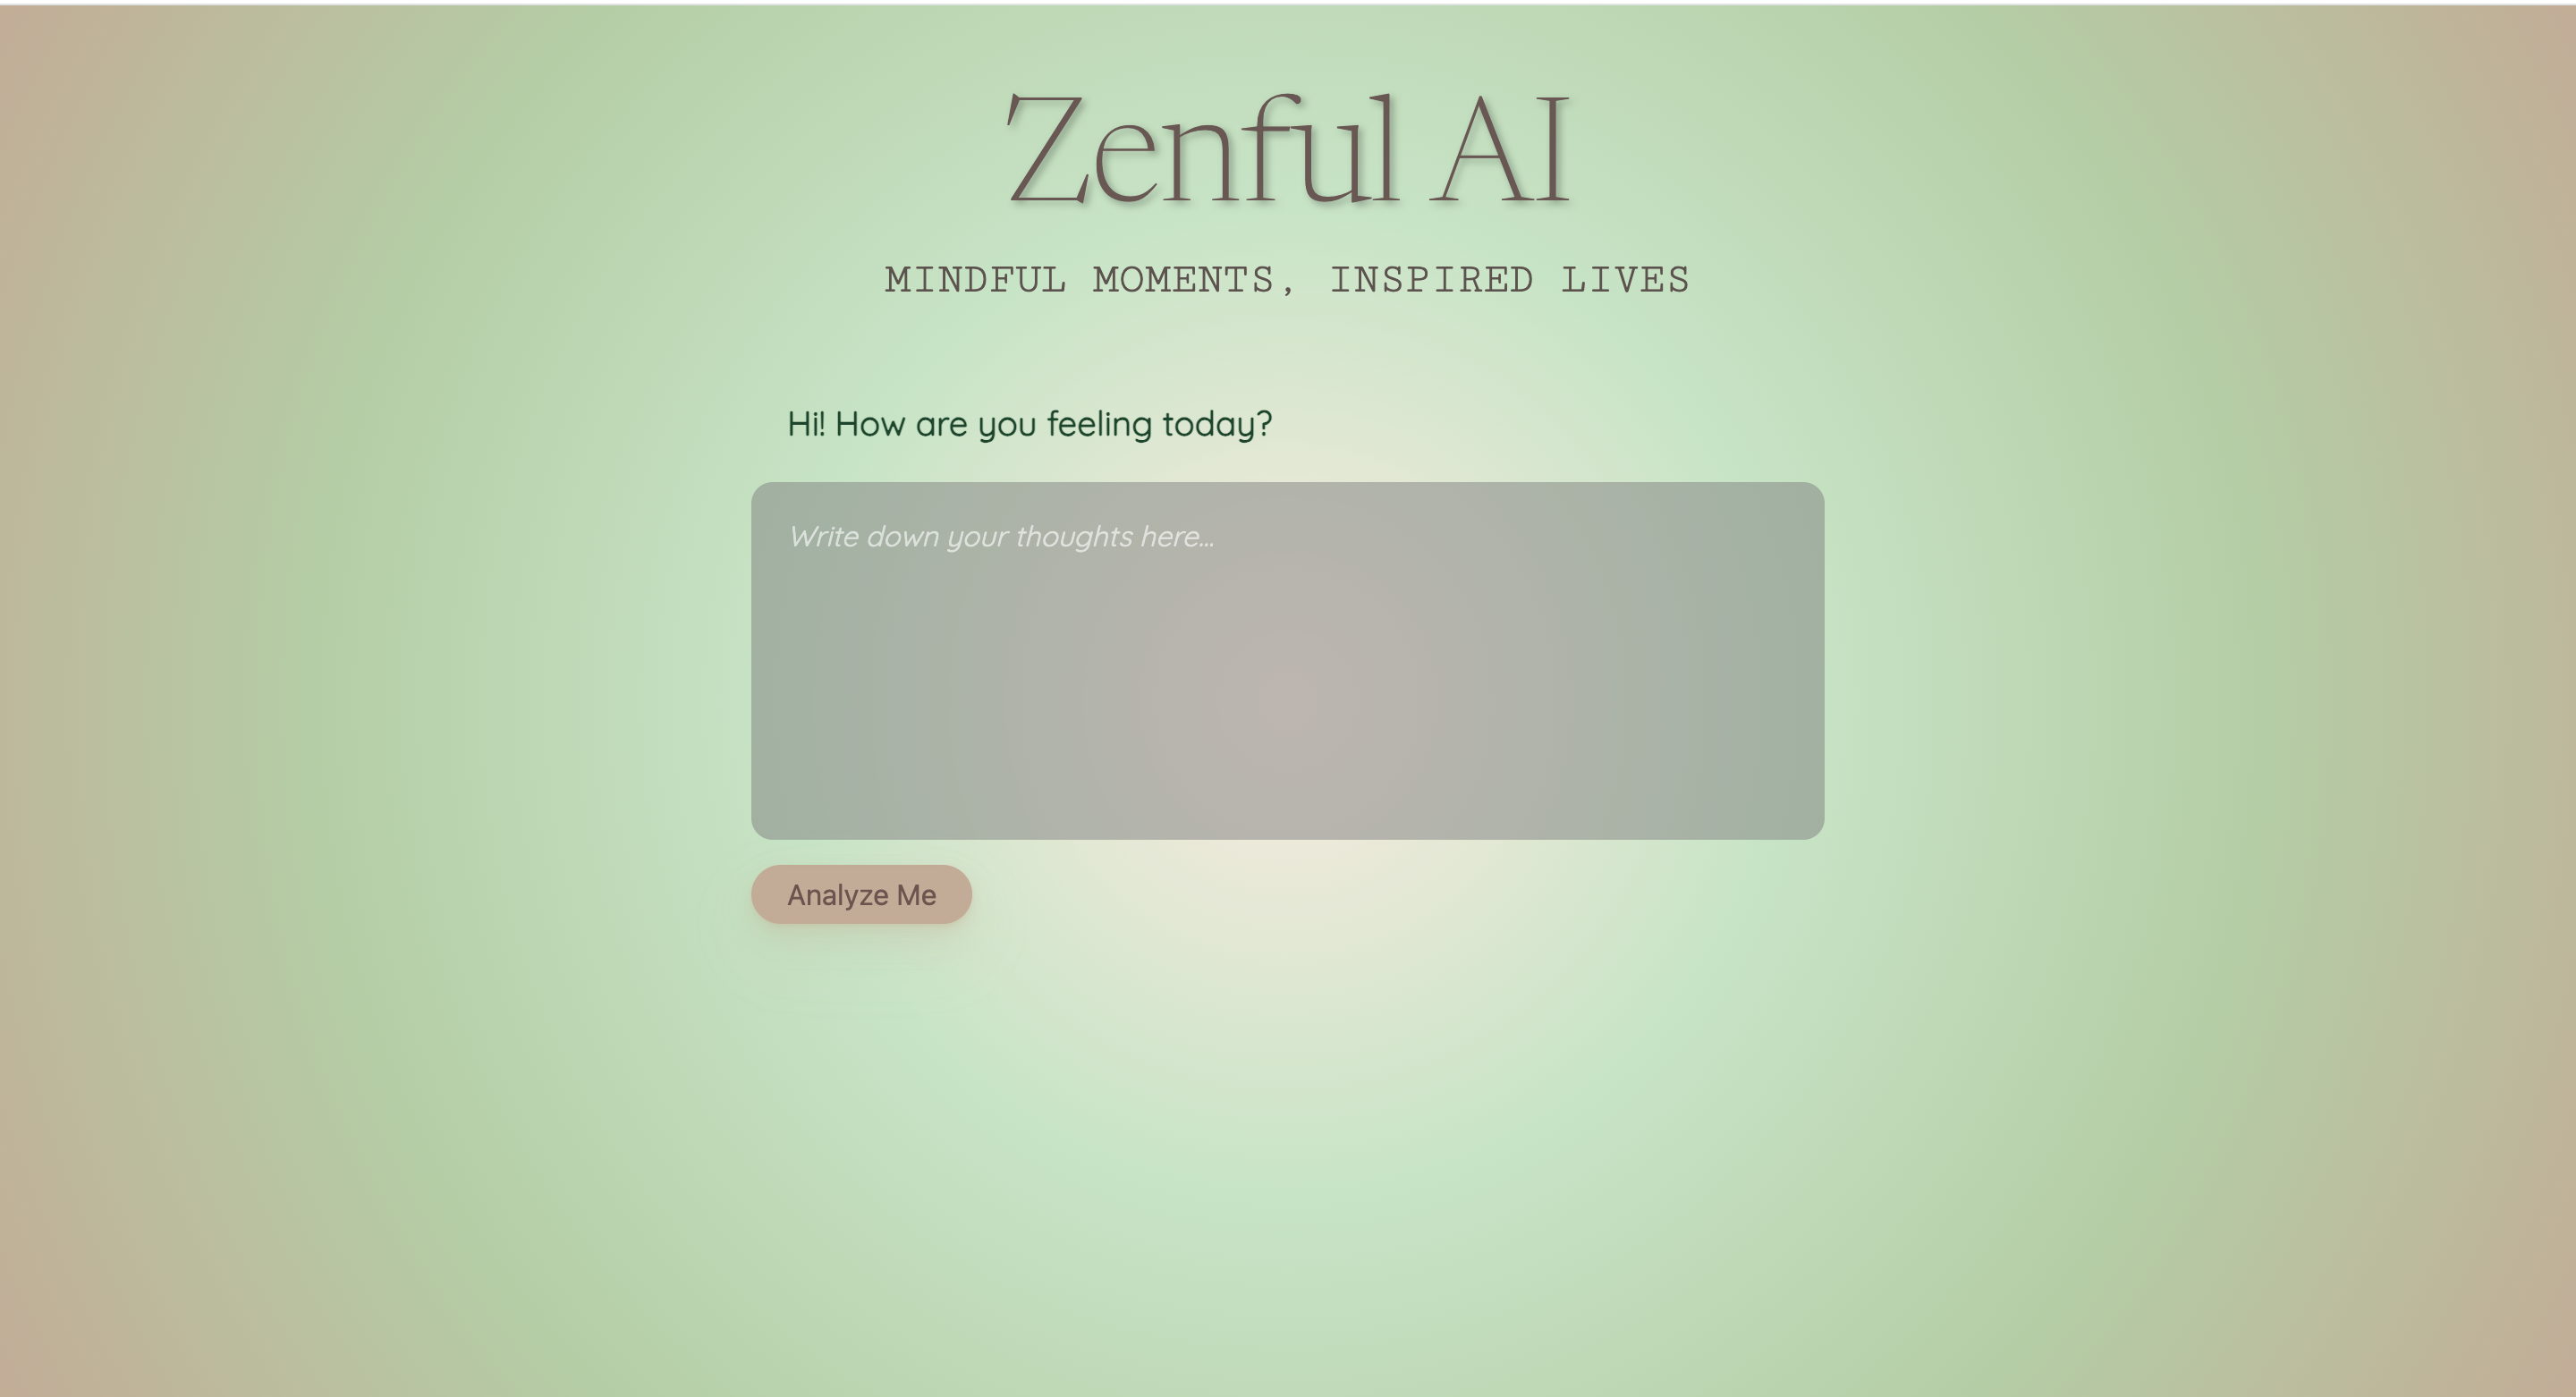 Zenful AI
MINDFUL MOMENTS, INSPIRED LIVES
Hi! How are you feeling today?
Write down your thoughts here...
Analyze Me